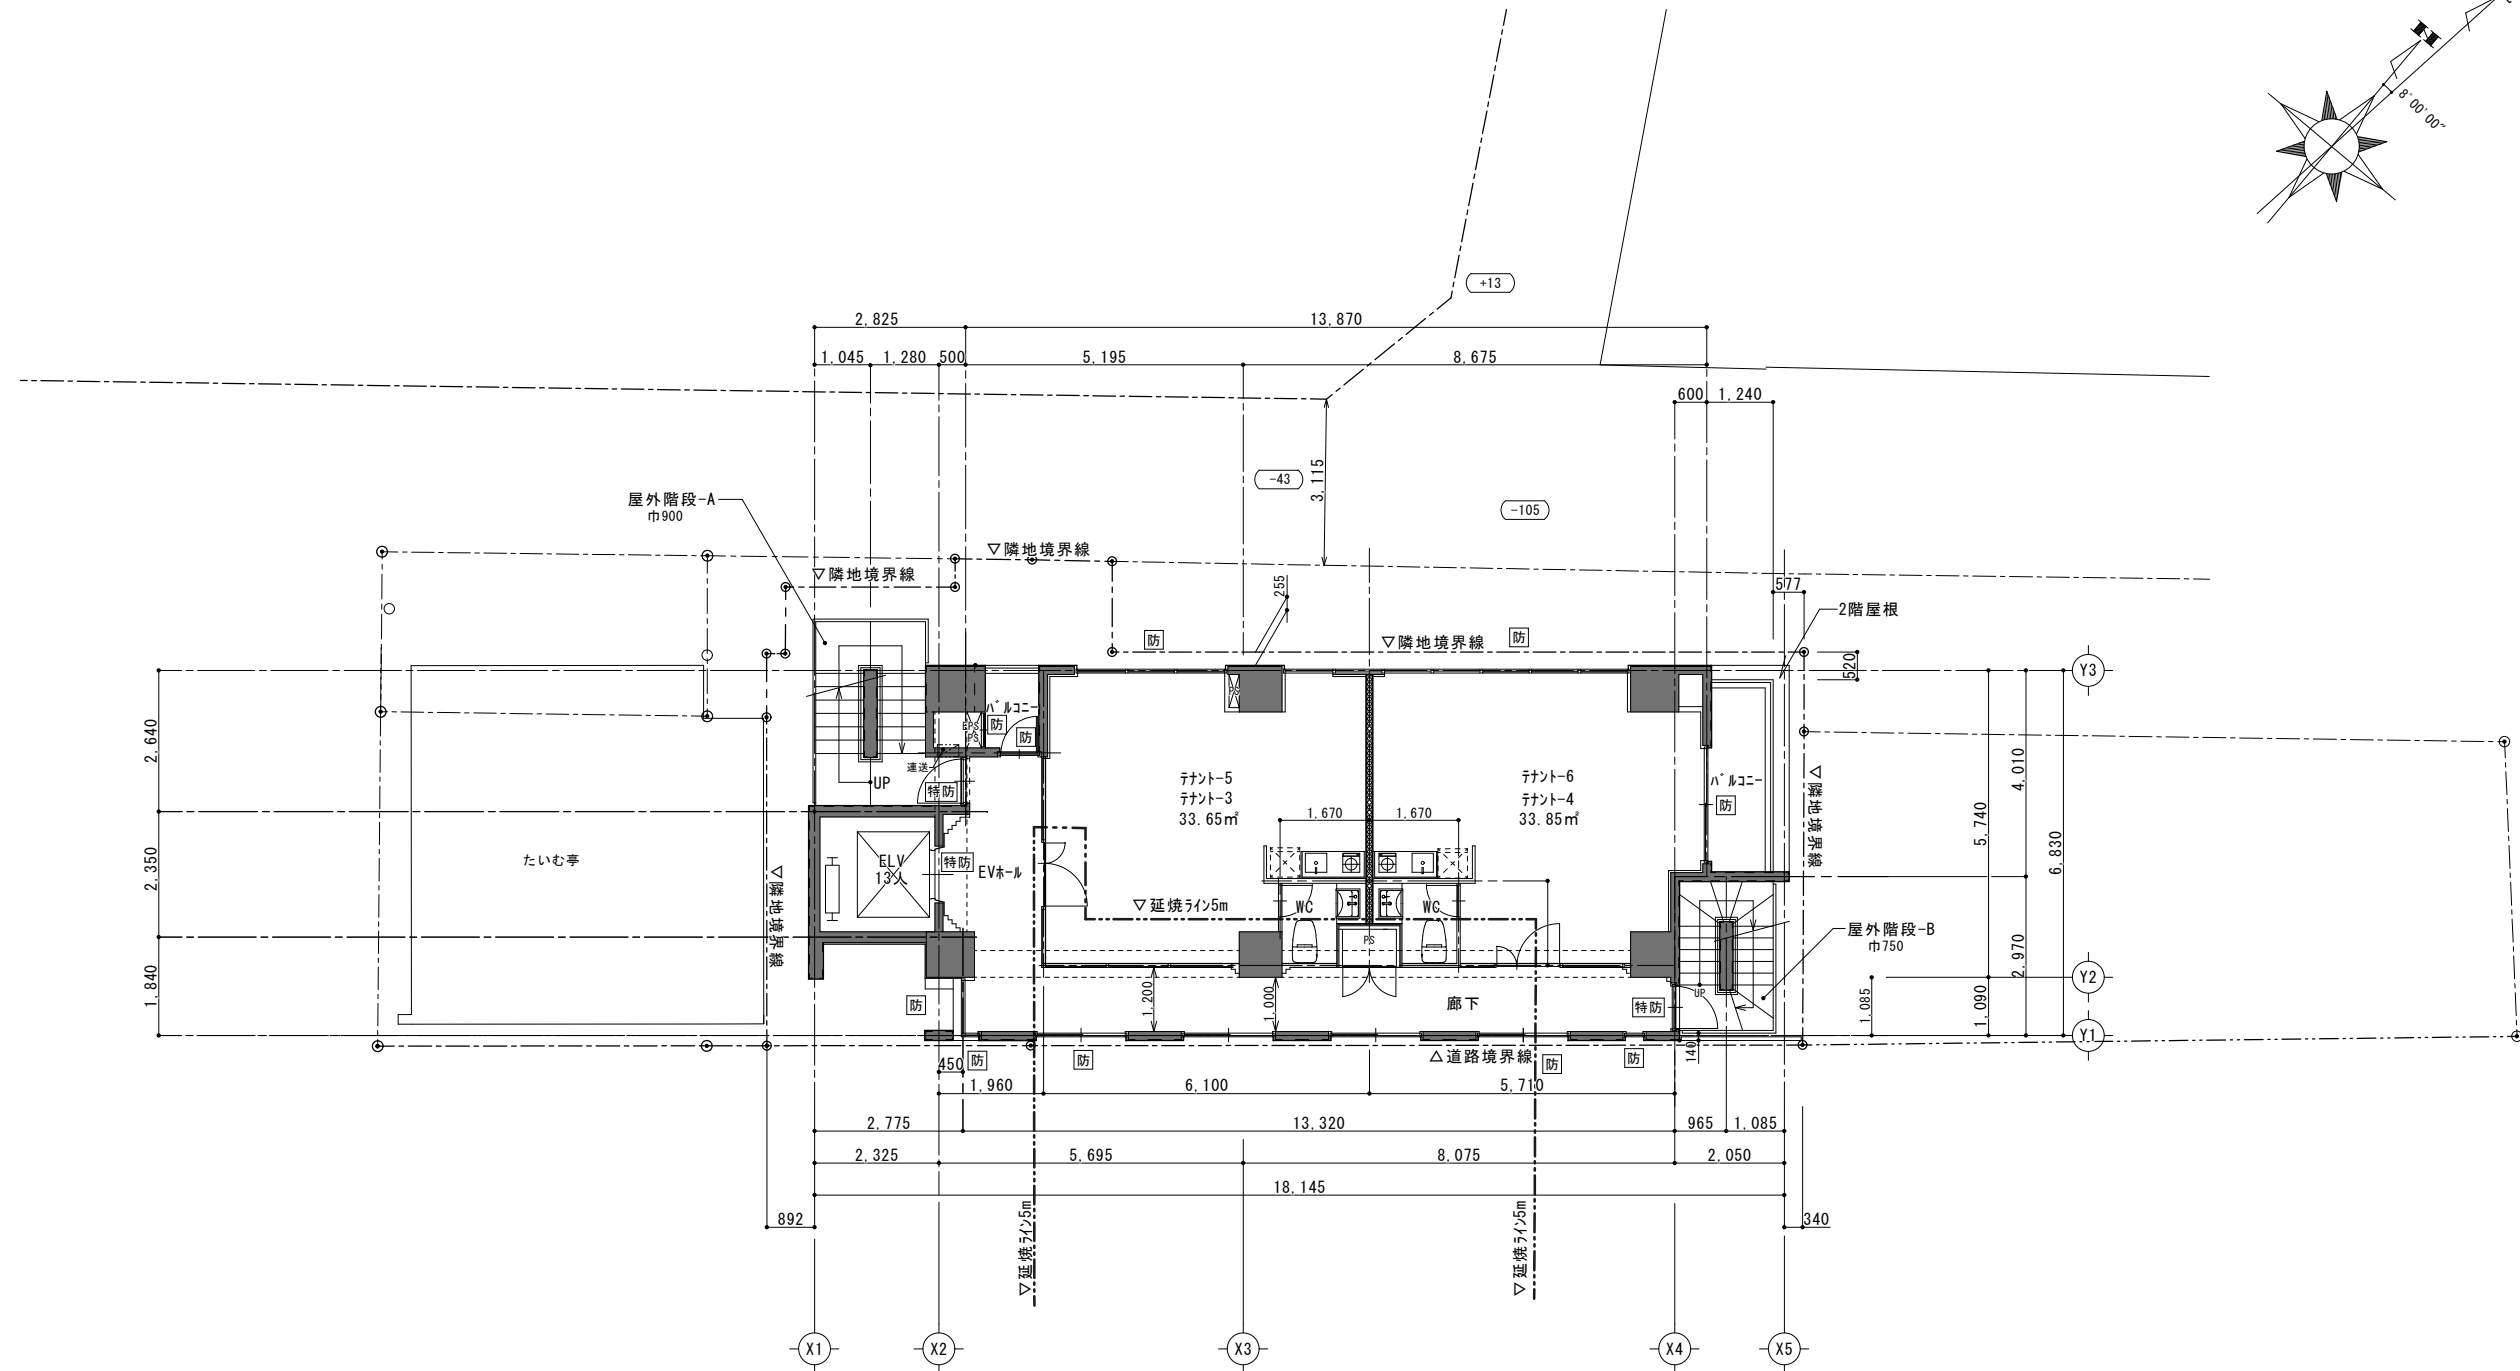 N
8°00'00"
+13
2,825
13,870
1,045
1,280
500
5,195
8,675
600
1,240
3,115
-43
-105
屋外階段-A
巾900
▽隣地境界線
▽隣地境界線
255
577
2階屋根
防
▽隣地境界線
防
520
Y3
バルコニー
EPS
PS
防
防
PS
連送
UP
特防
2,640
テナント-5
テナント-3
33.65㎡
テナント-6
テナント-4
33.85㎡
バルコニー
防
▽隣地境界線
4,010
5,740
6,830
1,670
1,670
たいむ亭
ELV
13人
特防
EVホール
2,350
▽隣地境界線
▽延焼ライン5m
WC
WC
PS
屋外階段-B
巾750
2,970
Y2
1,840
防
1,200
1,000
廊下
特防
UP
1,085
1,090
Y1
防
防
△道路境界線
防
防
140
450
1,960
6,100
5,710
2,775
13,320
965
1,085
2,325
5,695
8,075
2,050
18,145
892
340
▽延焼ライン5m
▽延焼ライン5m
X1
X2
X3
X4
X5